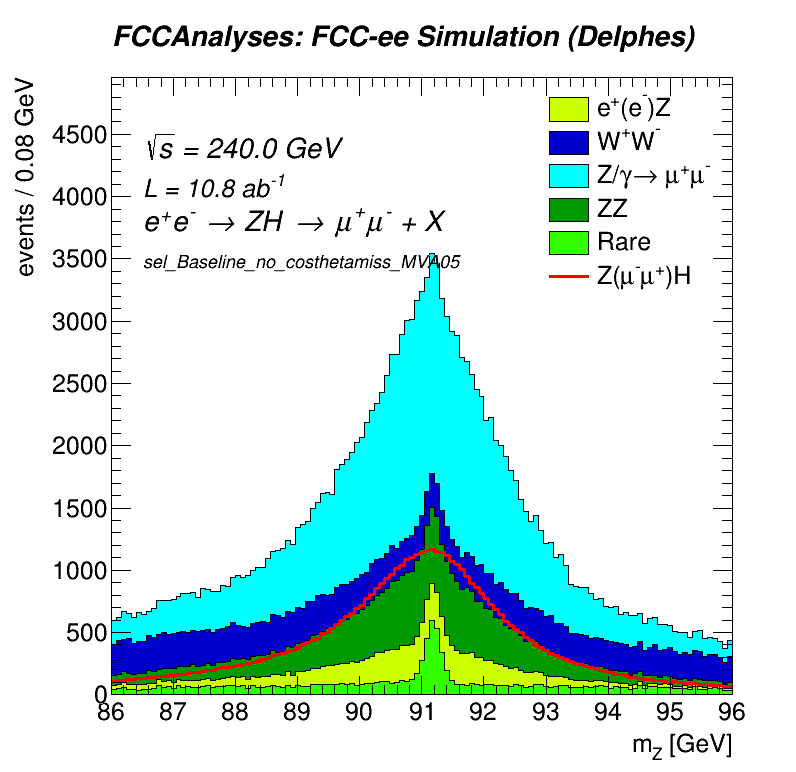 FCCAnalyses: FCC-ee Simulation (Delphes)
events / 0.08 GeV
4500
4000
3500
3000
2500
2000
1500
1000
500
0
√s = 240.0 GeV
L = 10.8 ab⁻¹
e⁺e⁻ → ZH → μ⁺μ⁻ + X
sel_Baseline_no_costhetamiss_MVA05
e⁺(e⁻)Z
W⁺W⁻
Z/γ→ μ⁺μ⁻
ZZ
Rare
Z(μ⁻μ⁺)H
86 87 88 89 90 91 92 93 94 95 96
m_Z [GeV]